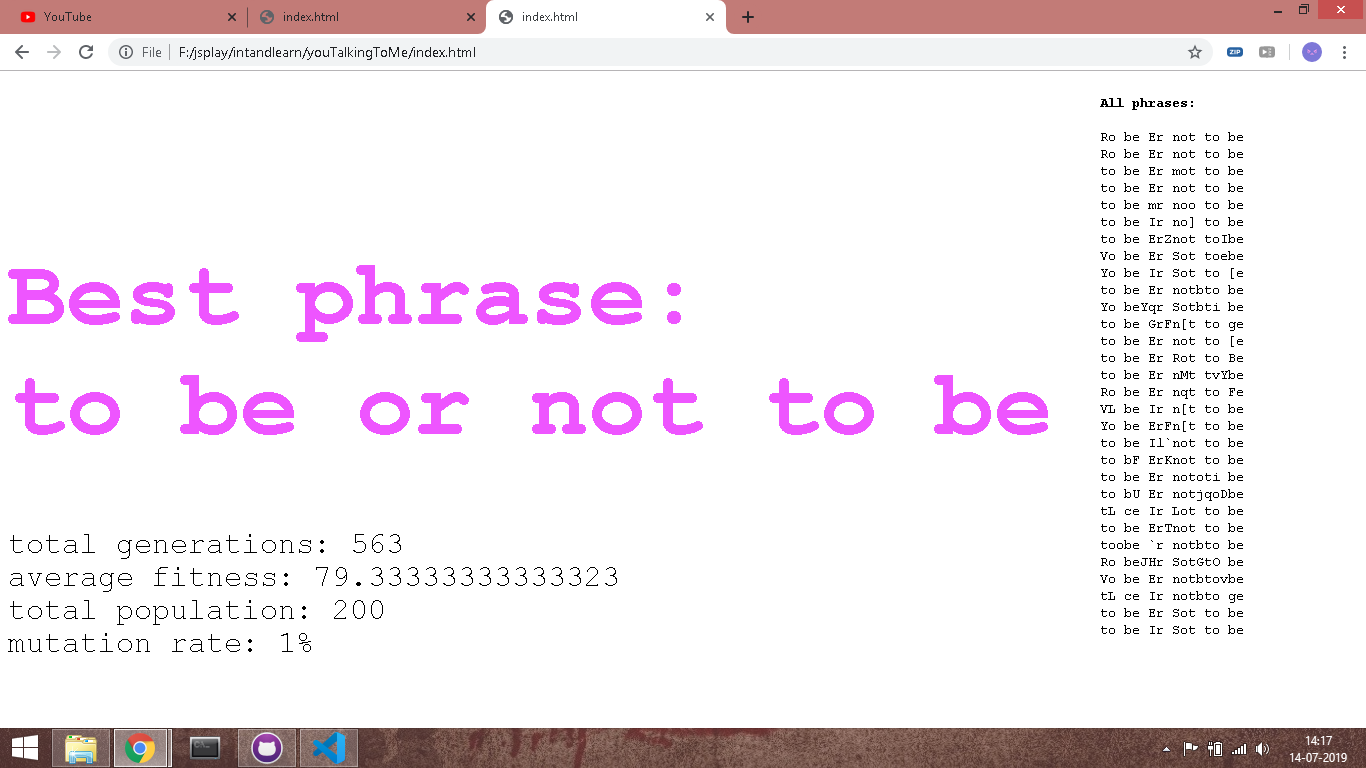 YouTube
index.html
index.html
File
F:/jsplay/intandlearn/youTalkingToMe/index.html
ZIP
Best phrase:
to be or not to be
total generations: 563
average fitness: 79.33333333333323
total population: 200
mutation rate: 1%
All phrases:
Ro be Er not to be
Ro be Er not to be
to be Er mot to be
to be Er not to be
to be mr noo to be
to be Ir no] to be
to be ErZnot toIbe
Vo be Er Sot toebe
Yo be Ir Sot to [e
to be Er notbto be
Yo beYqr Sotbti be
to be GrFn[t to ge
to be Er not to [e
to be Er Rot to Be
to be Er nMt tvYbe
Ro be Er nqt to Fe
VL be Ir n[t to be
Yo be ErFn[t to be
to be Il`not to be
to bF ErKnot to be
to be Er nototi be
to bU Er notjqoDbe
tL ce Ir Lot to be
to be ErTnot to be
toobe `r notbto be
Ro beJHr SotGtO be
Vo be Er notbtovbe
tL ce Ir notbto ge
to be Er Sot to be
to be Ir Sot to be
14:17
14-07-2019